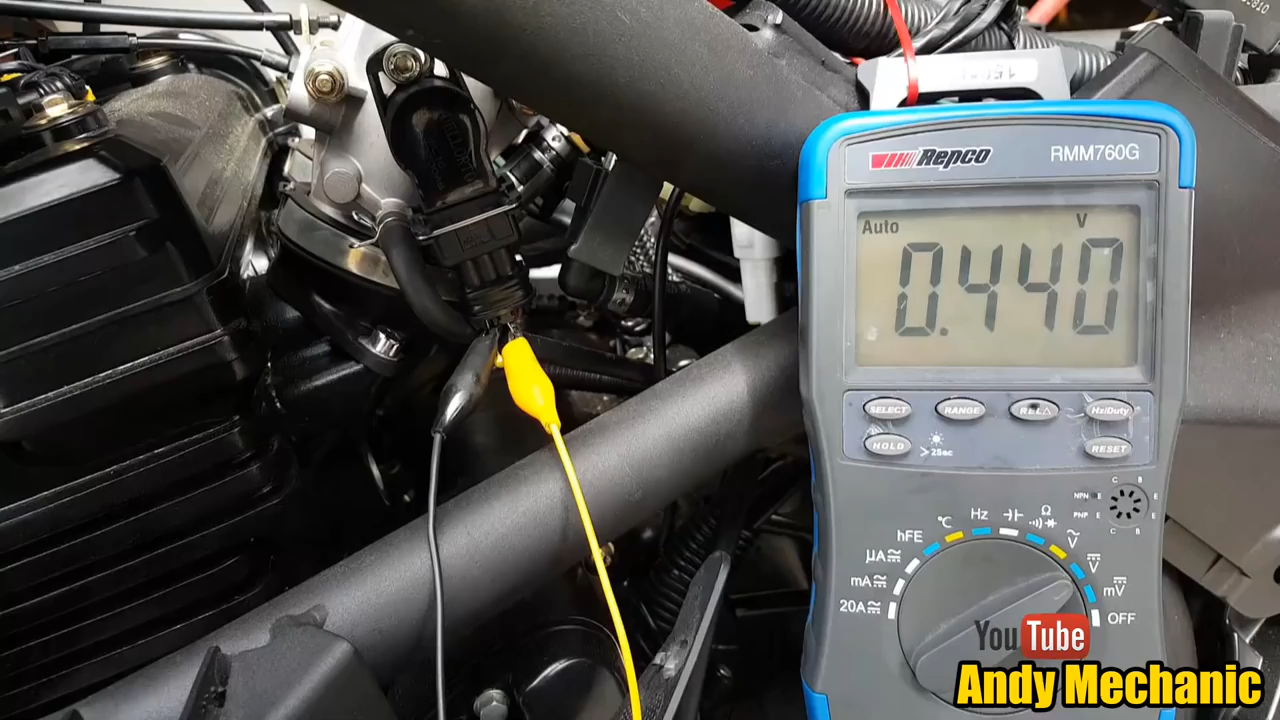 Repco RMM760G
Auto V
0.440
SELECT RANGE REL△ Hz/Duty
HOLD >25sec RESET
C B
NPN E E
PNP E E
C B
hFE °C Hz Ω
µA
mA
20A
V
V
mV
OFF
YouTube
Andy Mechanic